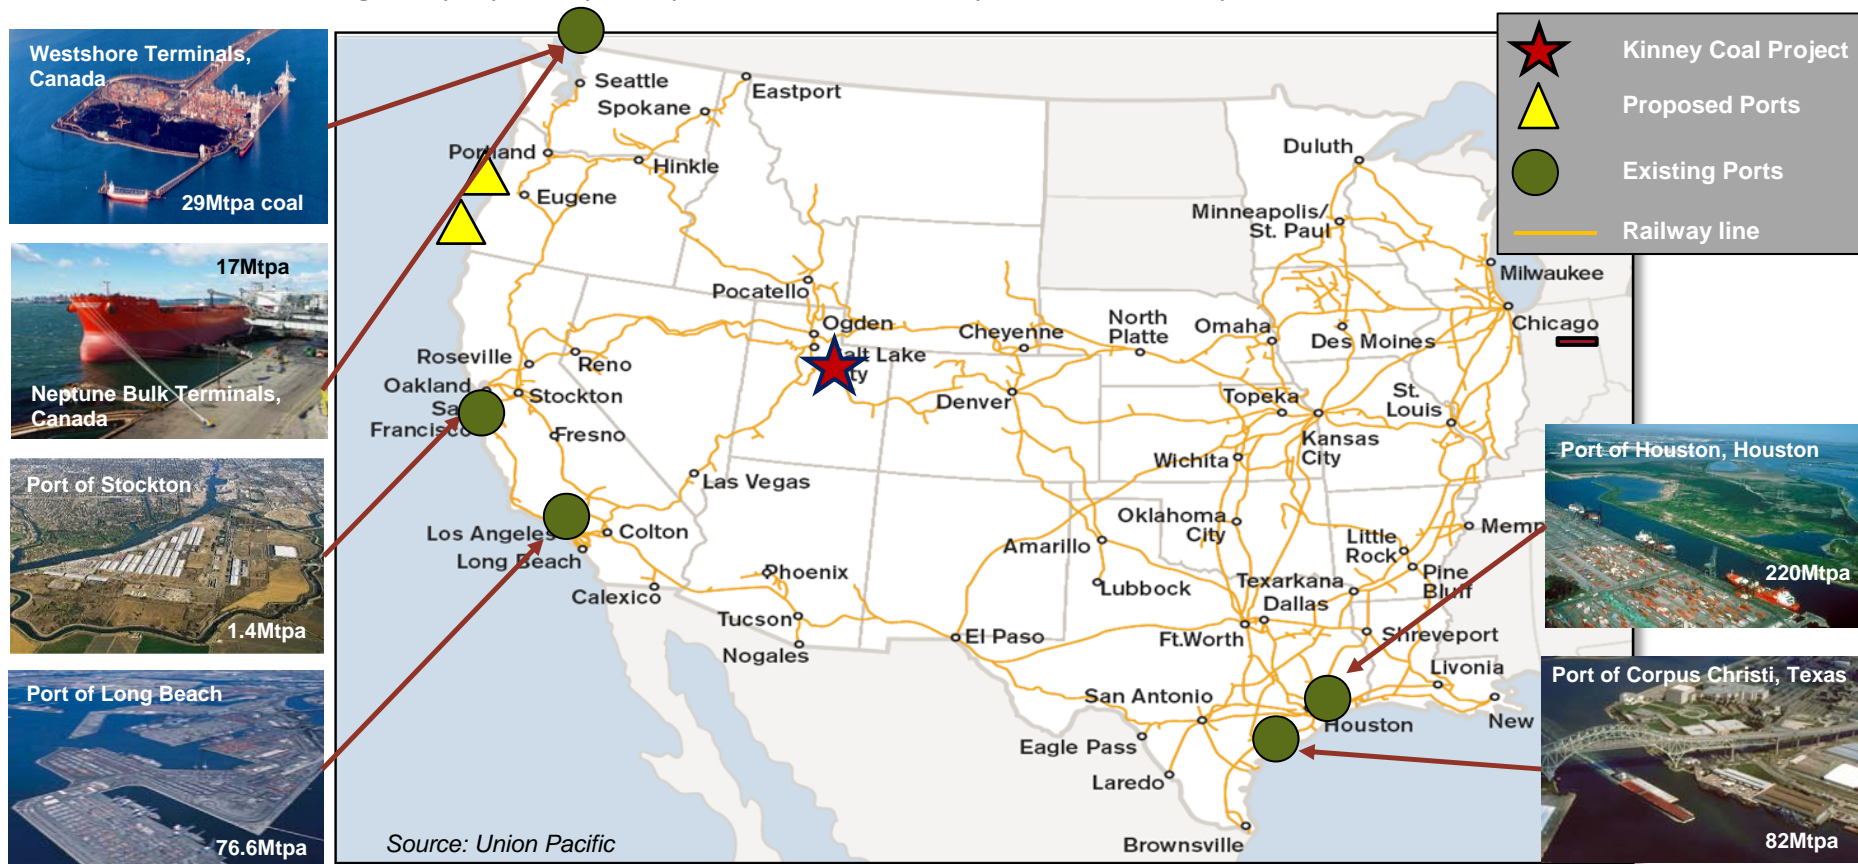 Westshore Terminals,
Canada
29Mtpa coal
17Mtpa
Neptune Bulk Terminals,
Canada
Port of Stockton
1.4Mtpa
Port of Long Beach
76.6Mtpa
Kinney Coal Project
Proposed Ports
Existing Ports
Railway line
Seattle
Spokane
Eastport
Portland
Hinkle
Eugene
Duluth
Minneapolis/
St. Paul
Milwaukee
Pocatello
Ogden
Cheyenne
North
Platte
Omaha
Des Moines
Chicago
Roseville
Reno
alt Lake
ty
Oakland
Stockton
Denver
Topeka
St.
Louis
Sa
Francisco
Fresno
Kansas
City
Wichita
Las Vegas
Los Angeles
Colton
Long Beach
Oklahoma
City
Amarillo
Little
Rock
Memp
Phoenix
Calexico
Lubbock
Texarkana
Pine
Bluff
Dallas
Tucson
El Paso
Ft.Worth
Shreveport
Nogales
Livonia
San Antonio
New
Houston
Eagle Pass
Laredo
Brownsville
Source: Union Pacific
Port of Houston, Houston
220Mtpa
Port of Corpus Christi, Texas
82Mtpa